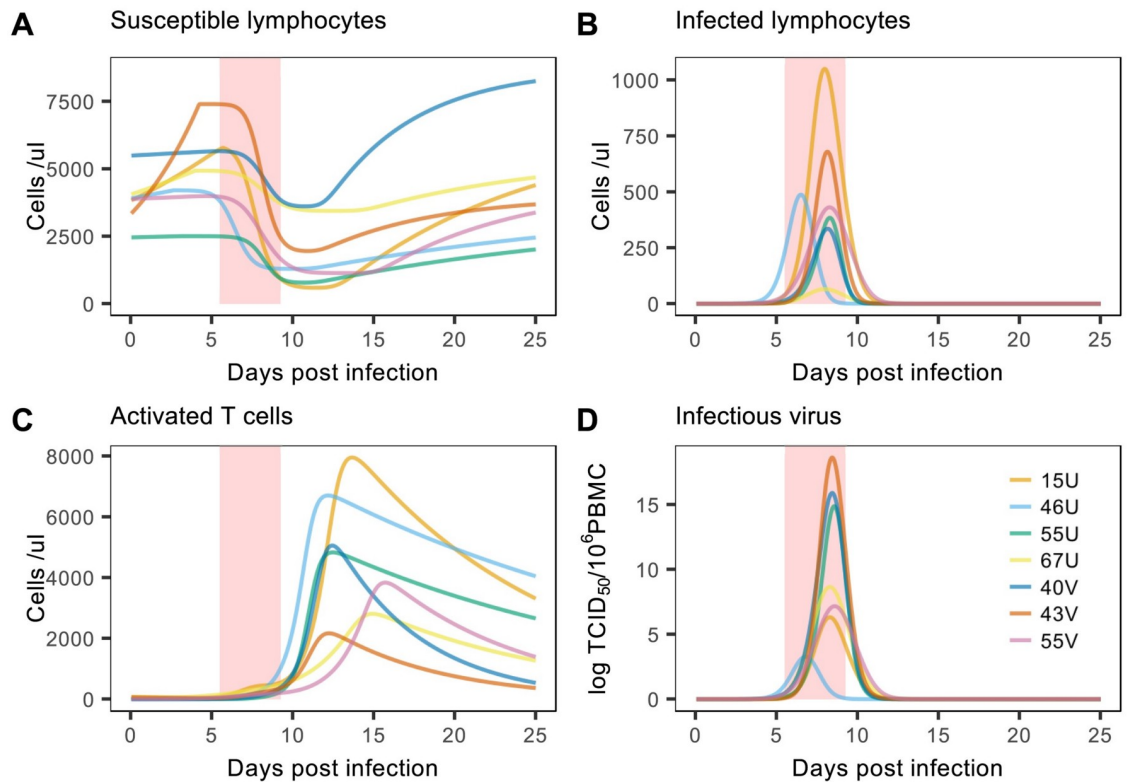 A Susceptible lymphocytes
Cells /ul
7500
5000
2500
0
0 5 10 15 20 25
Days post infection
B Infected lymphocytes
Cells /ul
1000
750
500
250
0
0 5 10 15 20 25
Days post infection
C Activated T cells
Cells /ul
8000
6000
4000
2000
0
0 5 10 15 20 25
Days post infection
D Infectious virus
log TCID₅₀/10⁶PBMC
15
10
5
0
0 5 10 15 20 25
Days post infection
15U
46U
55U
67U
40V
43V
55V